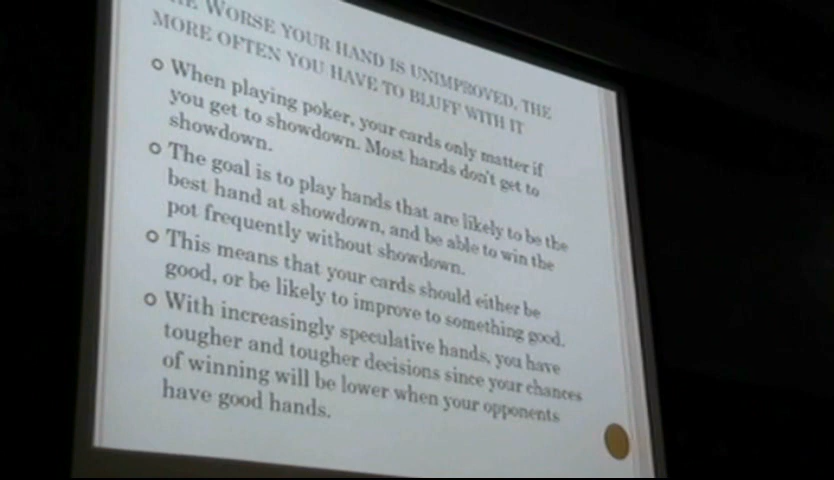 WORSE YOUR HAND IS UNIMPROVED, THE
MORE OFTEN YOU HAVE TO BLUFF WITH IT
When playing poker, your cards only matter if
you get to showdown. Most hands don't get to
showdown.
The goal is to play hands that are likely to be the
best hand at showdown, and be able to win the
pot frequently without showdown.
This means that your cards should either be
good, or be likely to improve to something good.
With increasingly speculative hands, you have
tougher and tougher decisions since your chances
of winning will be lower when your opponents
have good hands.